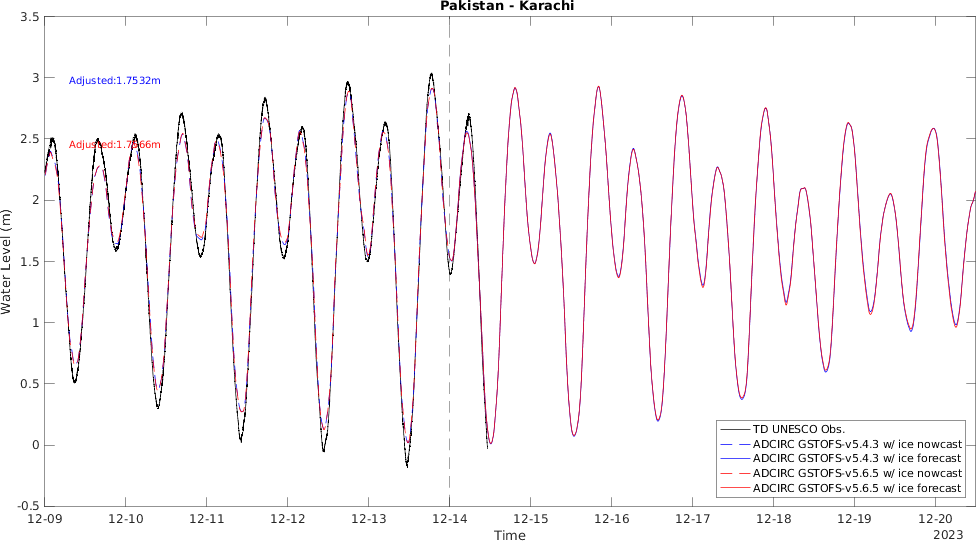 Pakistan - Karachi
3.5
3
2.5
2
1.5
1
0.5
0
-0.5
Water Level (m)
Adjusted:1.7532m
TD UNESCO Obs.
ADCIRC GSTOFS-v5.4.3 w/ ice nowcast
ADCIRC GSTOFS-v5.4.3 w/ ice forecast
ADCIRC GSTOFS-v5.6.5 w/ ice nowcast
ADCIRC GSTOFS-v5.6.5 w/ ice forecast
12-09 12-10 12-11 12-12 12-13 12-14 12-15 12-16 12-17 12-18 12-19 12-20
Time
2023